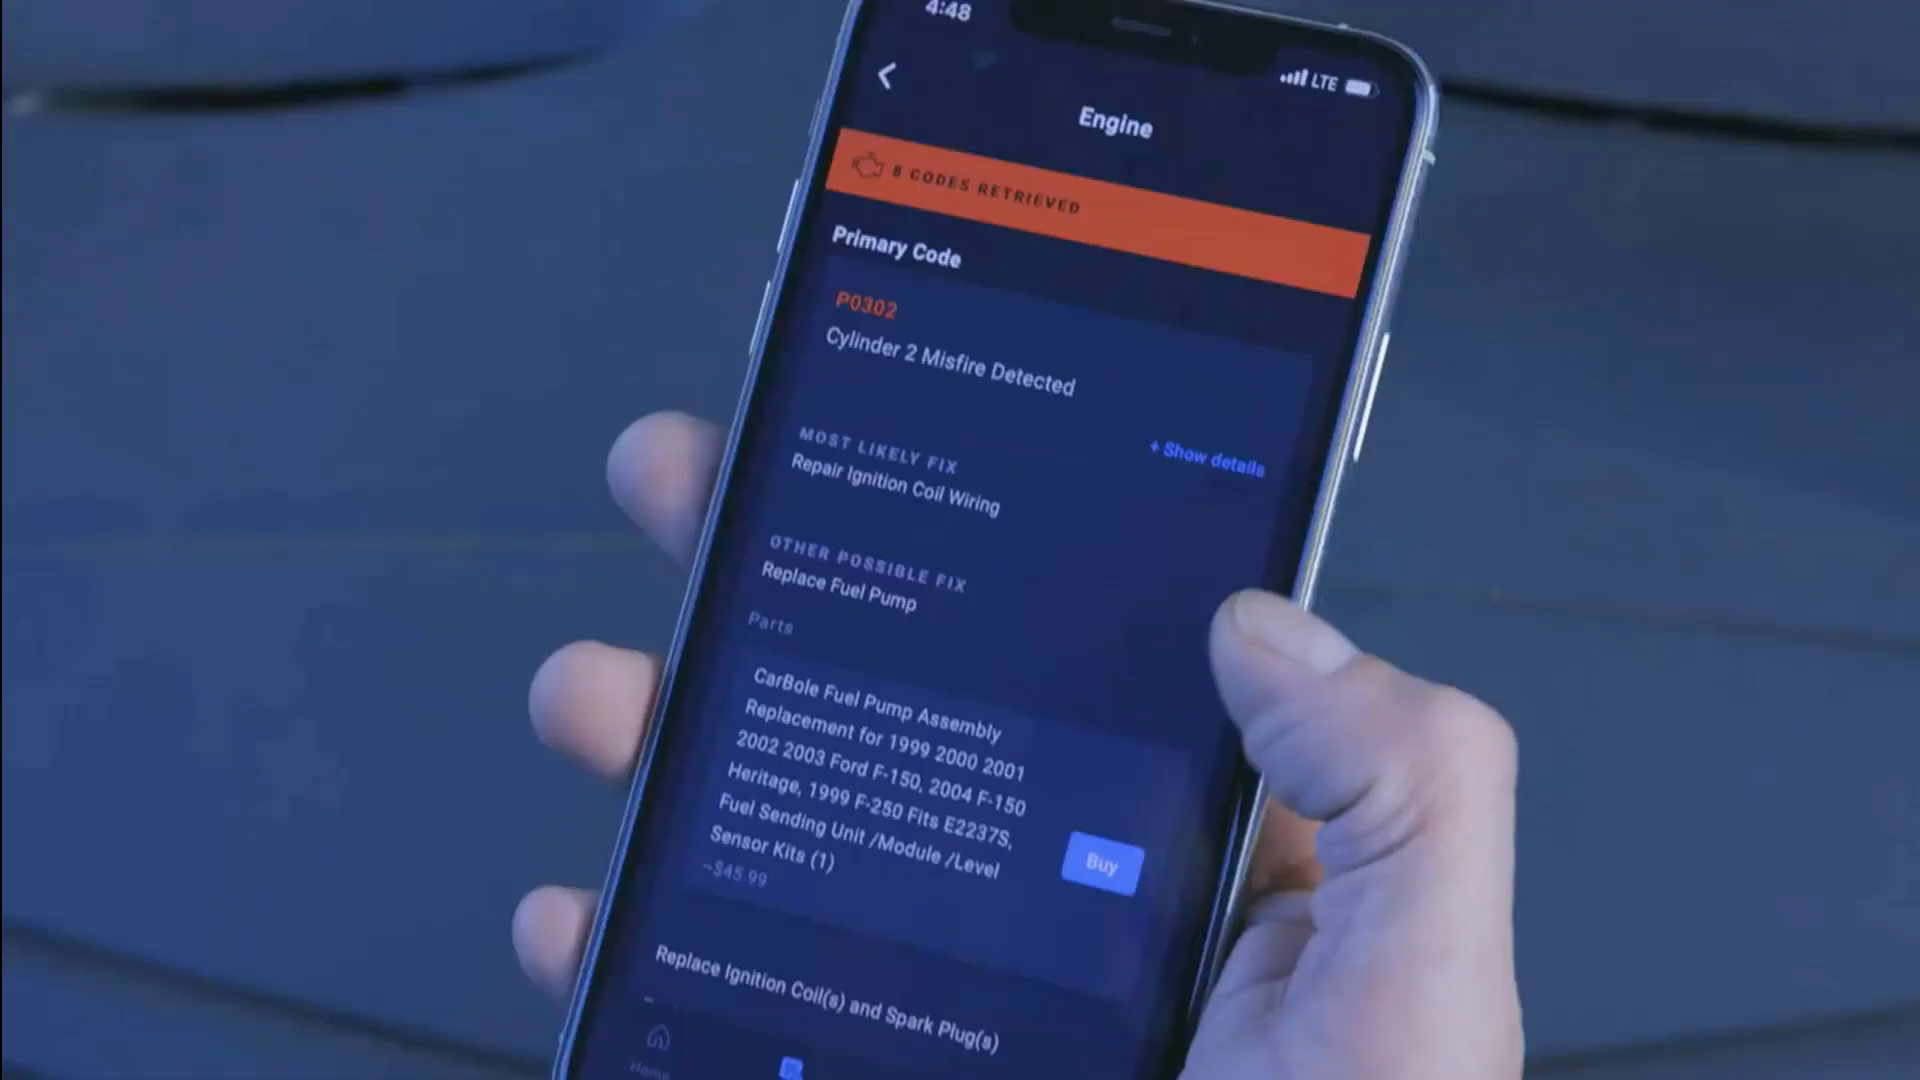 4:48
LTE
Engine
8 CODES RETRIEVED
Primary Code
P0302
Cylinder 2 Misfire Detected
+ Show details
MOST LIKELY FIX
Repair Ignition Coil Wiring
OTHER POSSIBLE FIX
Replace Fuel Pump
Parts
CarBole Fuel Pump Assembly
Replacement for 1999 2000 2001
2002 2003 Ford F-150, 2004 F-150
Heritage, 1999 F-250 Fits E2237S,
Fuel Sending Unit /Module /Level
Sensor Kits (1)
~$45.99
Buy
Replace Ignition Coil(s) and Spark Plug(s)
Home